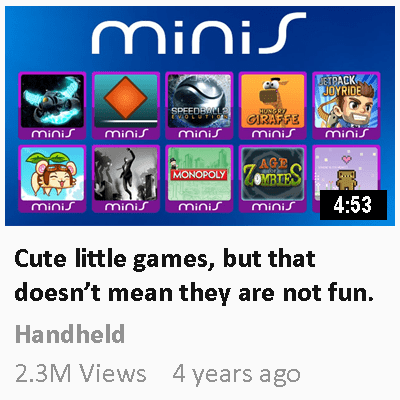 minis
SPEEDBALL 2
EVOLUTION
HUNGRY
GIRAFFE
JETPACK
JOYRIDE
minis minis minis minis minis
MONOPOLY
AGE
ZOMBIES
minis minis minis minis
4:53
Cute little games, but that
doesn’t mean they are not fun.
Handheld
2.3M Views 4 years ago